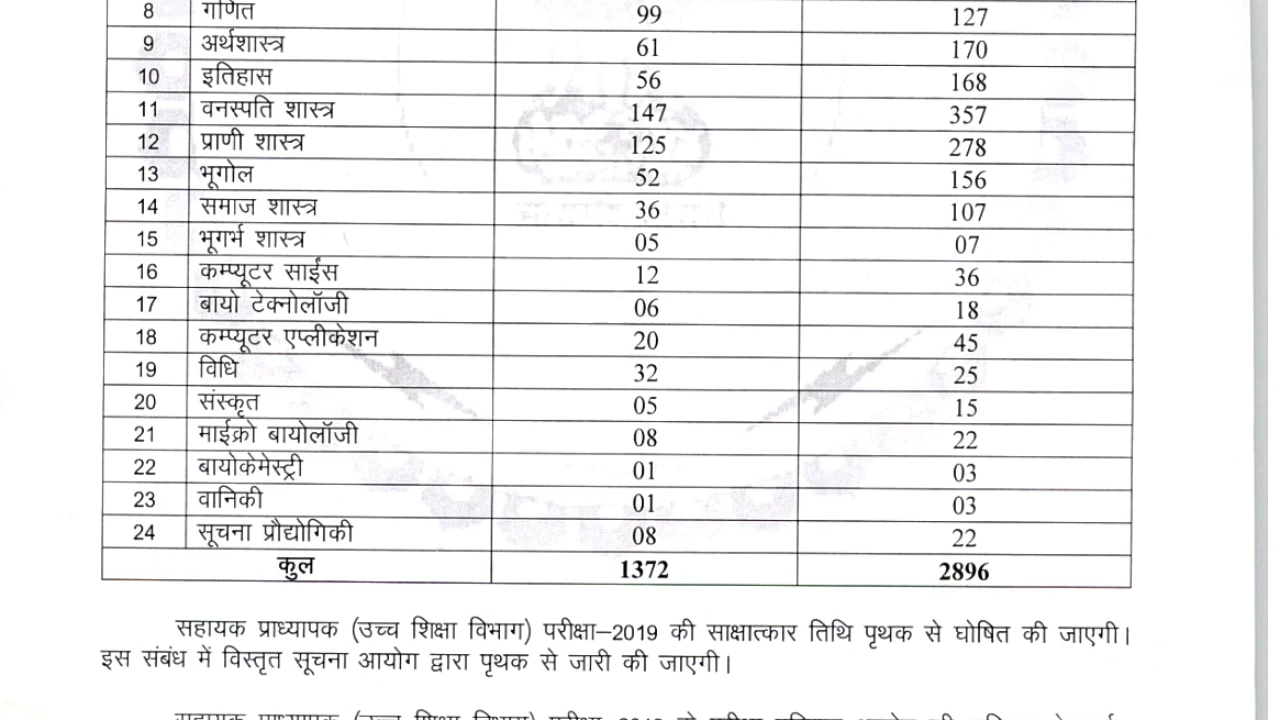 8 गणित 99 127
9 अर्थशास्त्र 61 170
10 इतिहास 56 168
11 वनस्पति शास्त्र 147 357
12 प्राणी शास्त्र 125 278
13 भूगोल 52 156
14 समाज शास्त्र 36 107
15 भूगर्भ शास्त्र 05 07
16 कम्प्यूटर साईंस 12 36
17 बायो टेक्नोलॉजी 06 18
18 कम्प्यूटर एप्लीकेशन 20 45
19 विधि 32 25
20 संस्कृत 05 15
21 माईक्रो बायोलॉजी 08 22
22 बायोकेमेस्ट्री 01 03
23 वानिकी 01 03
24 सूचना प्रौद्योगिकी 08 22
कुल 1372 2896
सहायक प्राध्यापक (उच्च शिक्षा विभाग) परीक्षा–2019 की साक्षात्कार तिथि पृथक से घोषित की जाएगी।
इस संबंध में विस्तृत सूचना आयोग द्वारा पृथक से जारी की जाएगी।